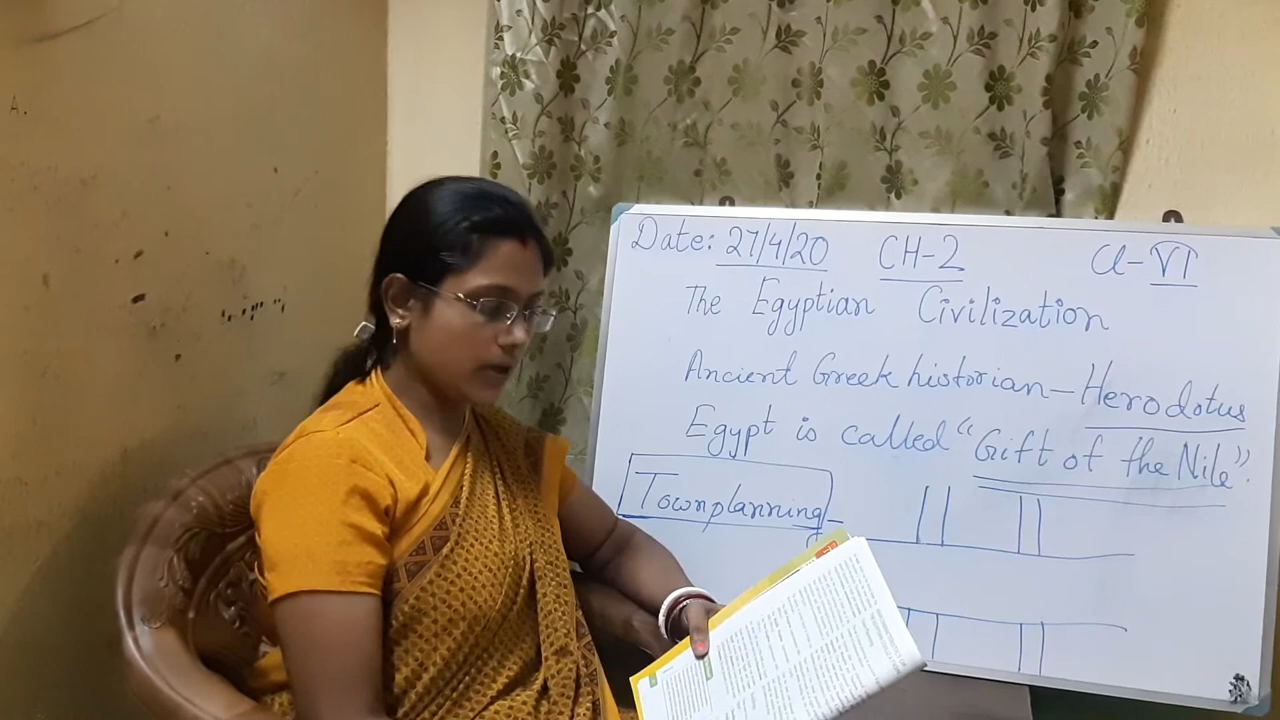 Date: 27/4/20 CH-2 Cl-VI
The Egyptian Civilization
Ancient Greek historian - Herodotus
Egypt is called "Gift of the Nile".
Townplanning -
A.